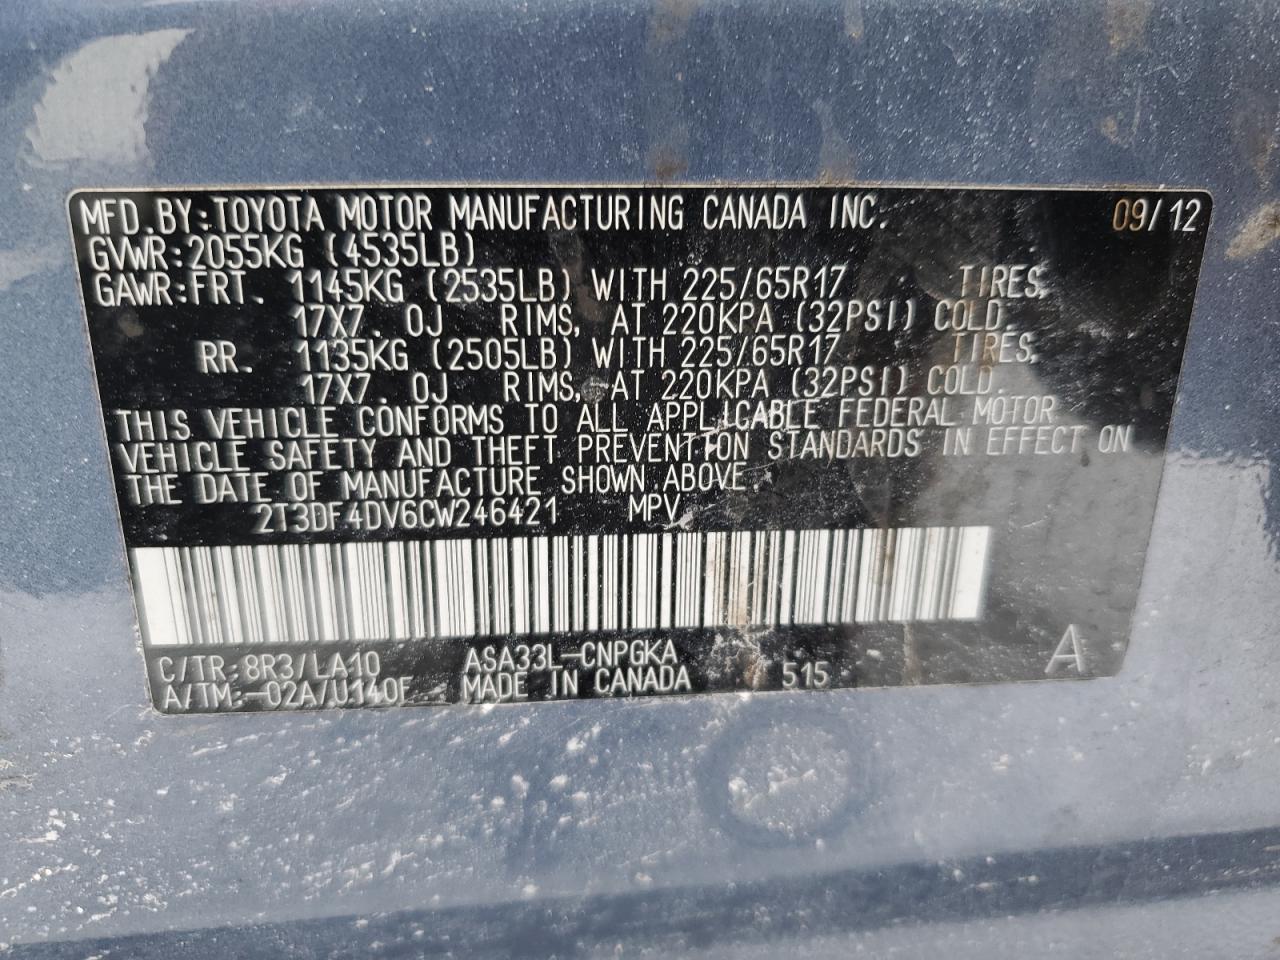 MFD.BY:TOYOTA MOTOR MANUFACTURING CANADA INC. 09/12
GVWR:2055KG (4535LB)
GAWR:FRT. 1145KG (2535LB) WITH 225/65R17 TIRES,
17X7.0J RIMS, AT 220KPA (32PSI) COLD.
RR. 1135KG (2505LB) WITH 225/65R17 TIRES,
17X7.0J RIMS, AT 220KPA (32PSI) COLD.
THIS VEHICLE CONFORMS TO ALL APPLICABLE FEDERAL MOTOR
VEHICLE SAFETY AND THEFT PREVENTION STANDARDS IN EFFECT ON
THE DATE OF MANUFACTURE SHOWN ABOVE.
2T3DF4DV6CW246421 MPV
C/TR:8R3/LA10 ASA33L-CNPGKA A
A/TM:-02A/U140F MADE IN CANADA 515